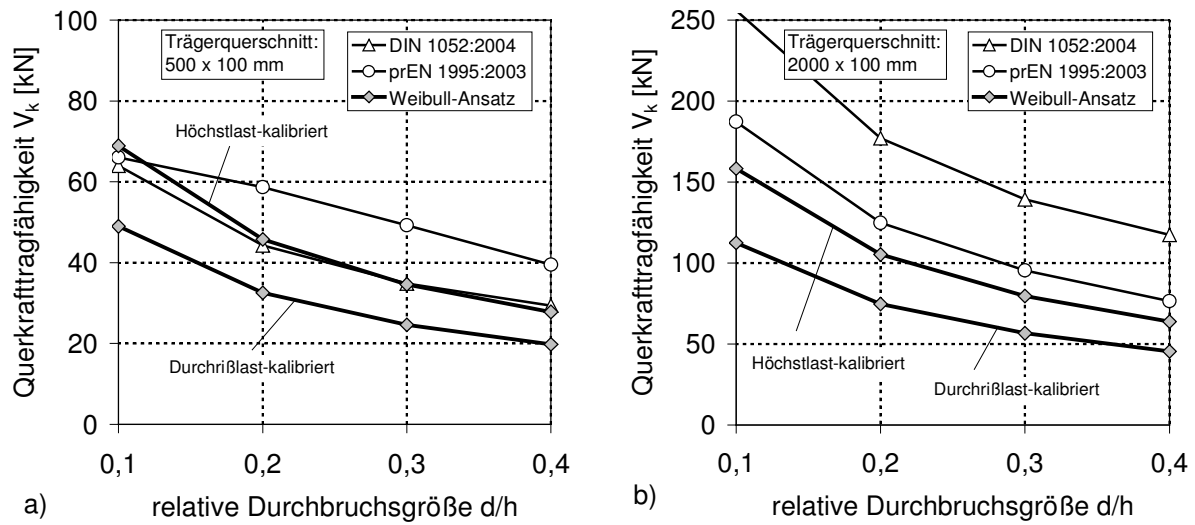 Querkrafttragfähigkeit V_k [kN]
100
80
60
40
20
0
Trägerquerschnitt:
500 x 100 mm
DIN 1052:2004
prEN 1995:2003
Weibull-Ansatz
Höchstlast-kalibriert
Durchrißlast-kalibriert
0,1 0,2 0,3 0,4
a) relative Durchbruchsgröße d/h
Querkrafttragfähigkeit V_k [kN]
250
200
150
100
50
0
Trägerquerschnitt:
2000 x 100 mm
DIN 1052:2004
prEN 1995:2003
Weibull-Ansatz
Höchstlast-kalibriert
Durchrißlast-kalibriert
0,1 0,2 0,3 0,4
b) relative Durchbruchsgröße d/h